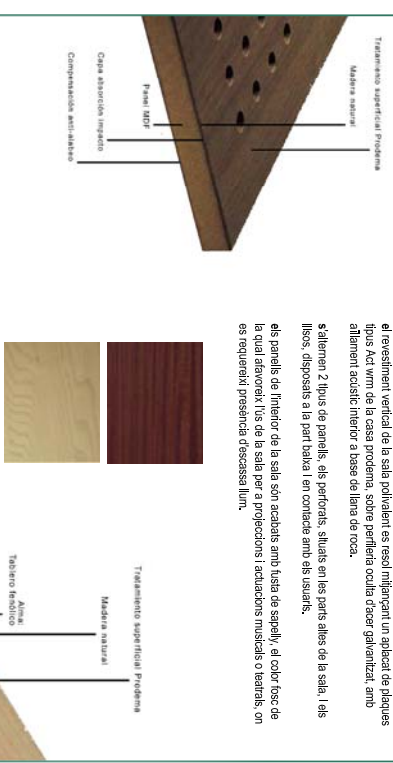 Tratamiento superficial Prodema
Madera natural
Panel MDF
Capa absorción impacto
Compensación anti-alabeo
el revestiment vertical de la sala polivalent es resol mitjançant un aplacat de plaques
tipus Act wrm de la casa prodema, sobre perfileria oculta d'acer galvanitzat, amb
aïllament acústic interior a base de llana de roca.
s'alternen 2 tipus de panells, els perforats, situats en les parts altes de la sala, i els
llisos, disposats a la part baixa i en contacte amb els usuaris.
els panells de l'interior de la sala són acabats amb fusta de sapelly, el color fosc de
la qual afavoreix l'ús de la sala per a projeccions i actuacions musicals o teatrals, on
es requereixi presència d'escassa llum.
Tratamiento superficial Prodema
Madera natural
Alma:
Tablero fenólico